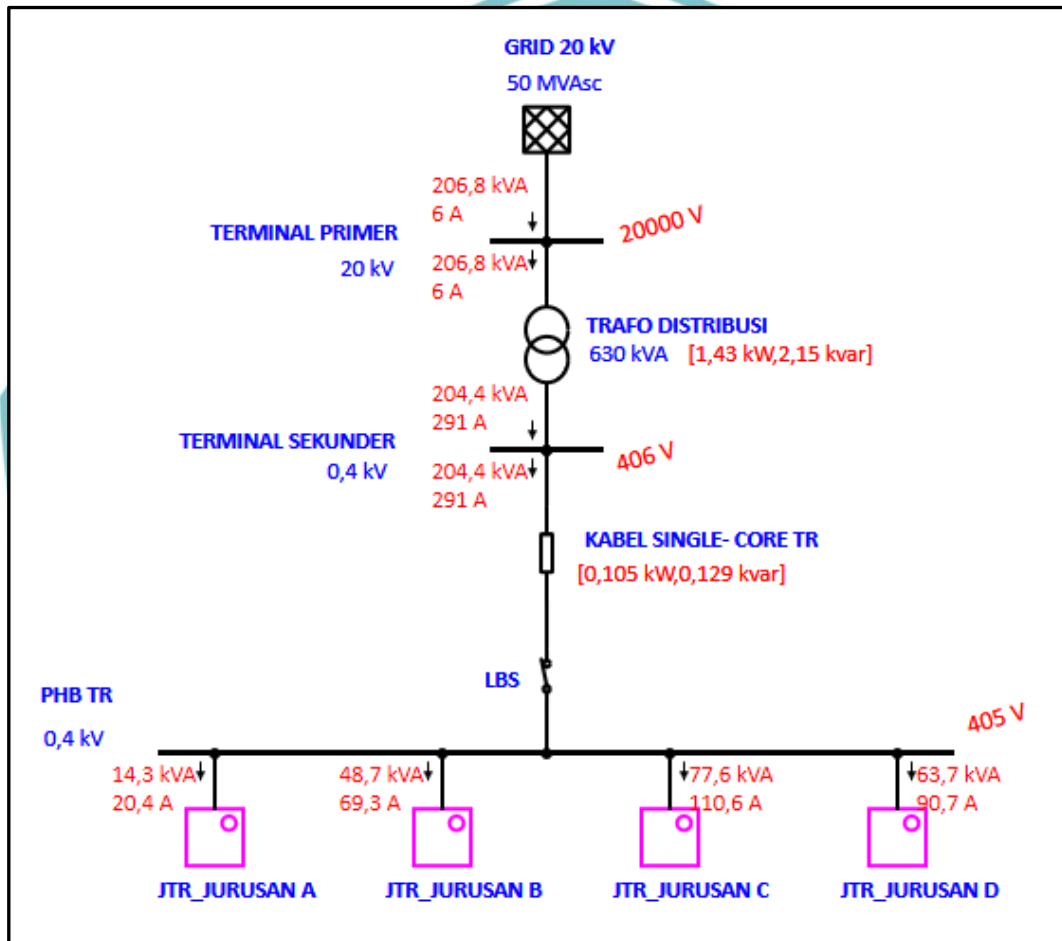 GRID 20 kV
50 MVAsc
206,8 kVA
6 A
20000 V
TERMINAL PRIMER
20 kV
206,8 kVA
6 A
TRAFO DISTRIBUSI
630 kVA [1,43 kW,2,15 kvar]
204,4 kVA
291 A
TERMINAL SEKUNDER
0,4 kV
406 V
204,4 kVA
291 A
KABEL SINGLE- CORE TR
[0,105 kW,0,129 kvar]
LBS
PHB TR
0,4 kV
405 V
14,3 kVA 48,7 kVA 77,6 kVA 63,7 kVA
20,4 A 69,3 A 110,6 A 90,7 A
JTR_JURUSAN A JTR_JURUSAN B JTR_JURUSAN C JTR_JURUSAN D